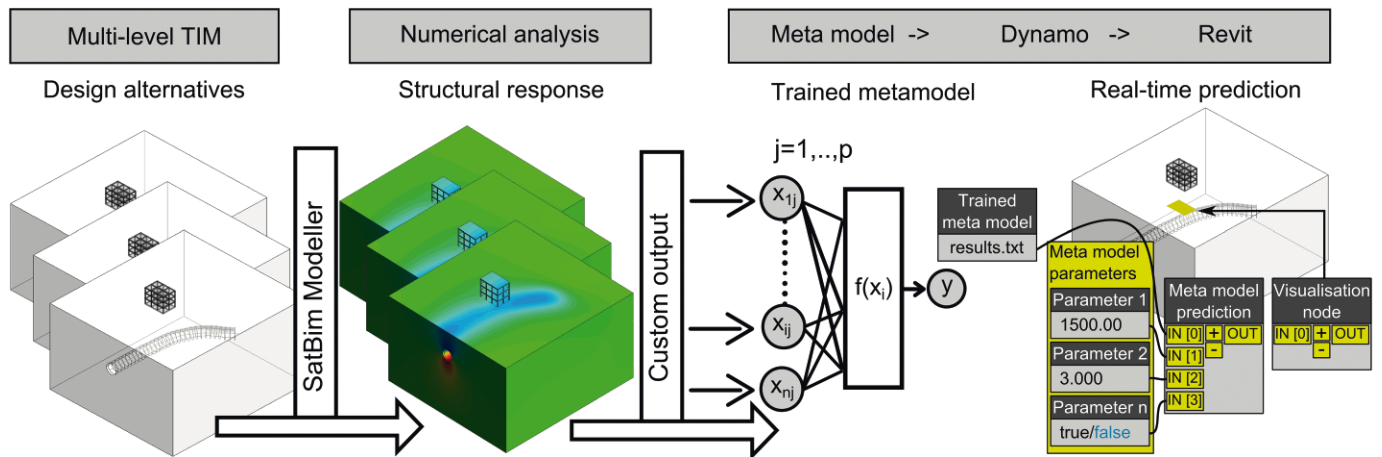 Multi-level TIM
Numerical analysis
Meta model -> Dynamo -> Revit
Design alternatives
Structural response
Trained metamodel
Real-time prediction
SatBim Modeller
Custom output
j=1,..,p
x1j
xij
xnj
f(xi)
y
Trained
meta model
results.txt
Meta model
parameters
Parameter 1
1500.00
Parameter 2
3.000
Parameter n
true/false
Meta model
prediction
IN [0] + OUT
IN [1] -
IN [2]
IN [3]
Visualisation
node
IN [0] + OUT
-